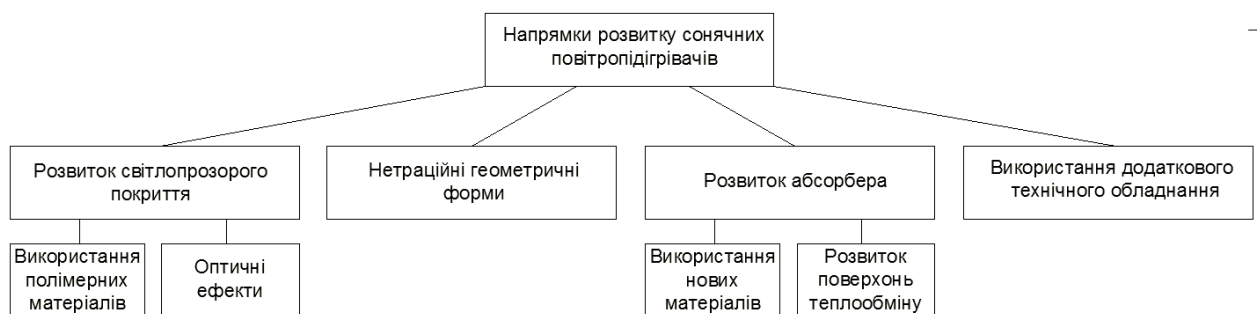 Напрямки розвитку сонячних
повітропідігрівачів
Розвиток світлопрозорого
покриття
Нетраційні геометричні
форми
Розвиток абсорбера
Використання додаткового
технічного обладнання
Використання
полімерних
матеріалів
Оптичні
ефекти
Використання
нових
матеріалів
Розвиток
поверхонь
теплообміну